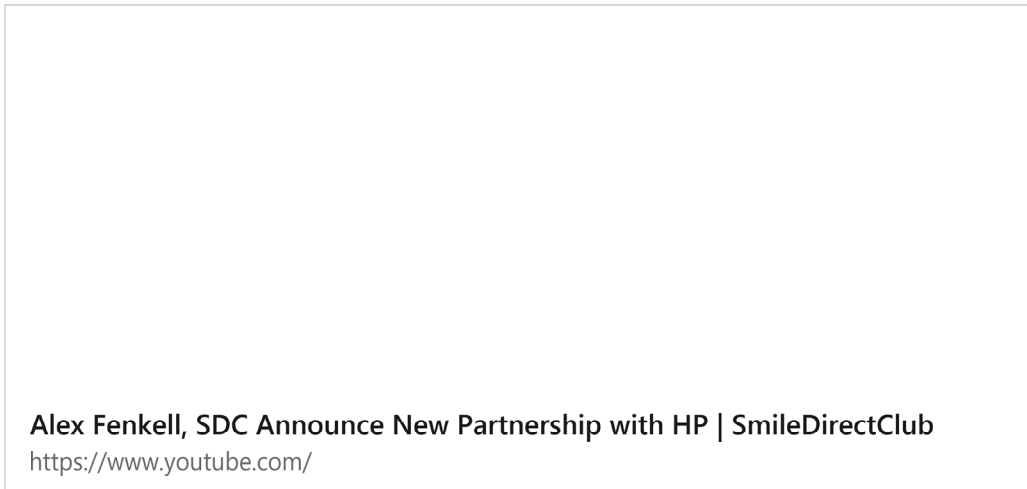 Alex Fenkell, SDC Announce New Partnership with HP | SmileDirectClub
https://www.youtube.com/